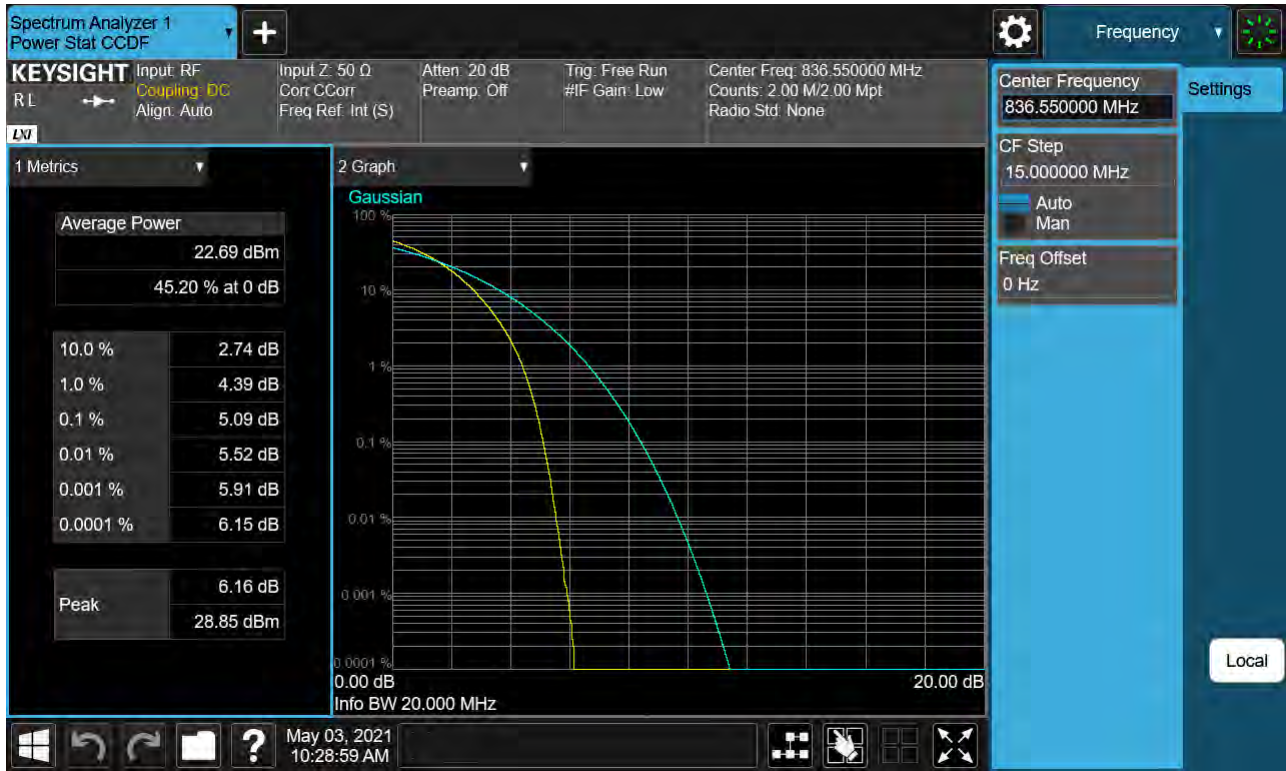 Spectrum Analyzer 1
Power Stat CCDF
+
Frequency
KEYSIGHT
RL
LXI
Input: RF
Coupling: DC
Align: Auto
Input Z: 50 Ω
Corr CCorr
Freq Ref: Int (S)
Atten: 20 dB
Preamp: Off
Trig: Free Run
#IF Gain: Low
Center Freq: 836.550000 MHz
Counts: 2.00 M/2.00 Mpt
Radio Std: None
1 Metrics
Average Power
22.69 dBm
45.20 % at 0 dB
10.0 % 2.74 dB
1.0 % 4.39 dB
0.1 % 5.09 dB
0.01 % 5.52 dB
0.001 % 5.91 dB
0.0001 % 6.15 dB
Peak
6.16 dB
28.85 dBm
2 Graph
Gaussian
100 %
10 %
1 %
0.1 %
0.01 %
0.001 %
0.0001 %
0.00 dB 20.00 dB
Info BW 20.000 MHz
Center Frequency
836.550000 MHz
Settings
CF Step
15.000000 MHz
Auto
Man
Freq Offset
0 Hz
Local
?
May 03, 2021
10:28:59 AM